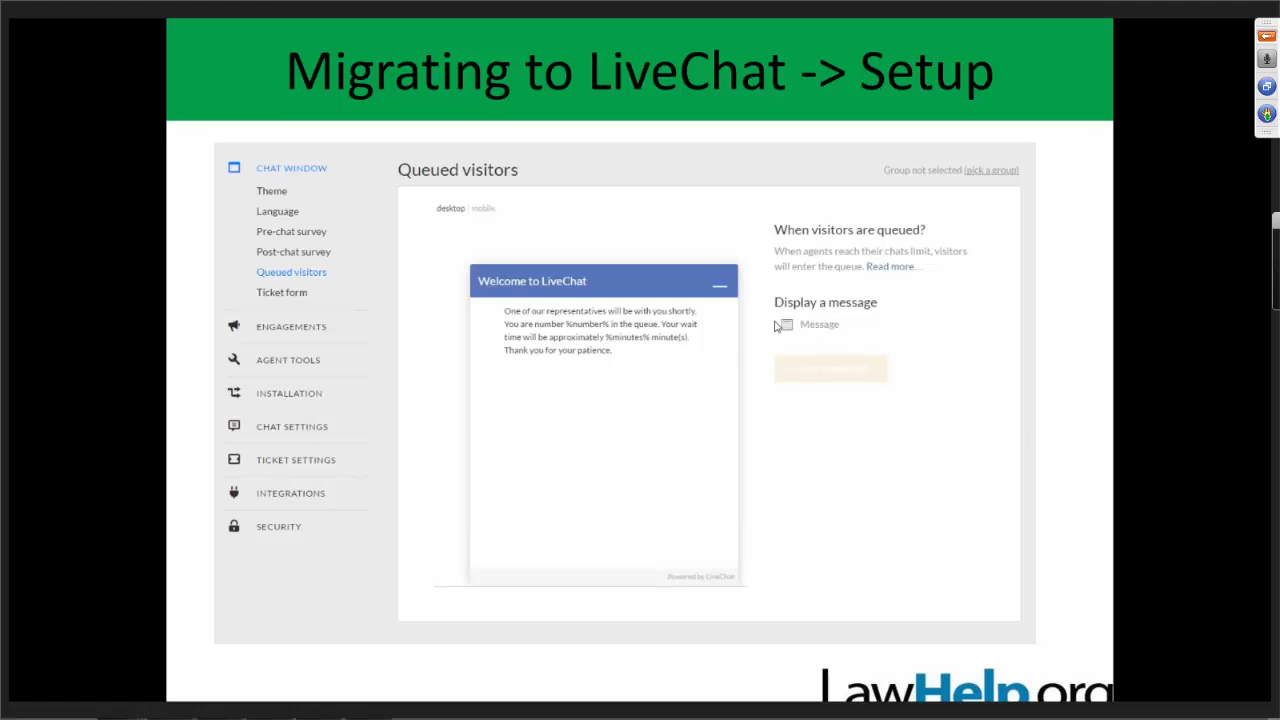 Migrating to LiveChat -> Setup
CHAT WINDOW
Theme
Language
Pre-chat survey
Post-chat survey
Queued visitors
Ticket form
ENGAGEMENTS
AGENT TOOLS
INSTALLATION
CHAT SETTINGS
TICKET SETTINGS
INTEGRATIONS
SECURITY
Queued visitors
Group not selected (pick a group)
desktop | mobile
Welcome to LiveChat
One of our representatives will be with you shortly.
You are number %number% in the queue. Your wait
time will be approximately %minutes% minute(s).
Thank you for your patience.
Powered by LiveChat
When visitors are queued?
When agents reach their chats limit, visitors
will enter the queue. Read more...
Display a message
Message
LawHelp.org